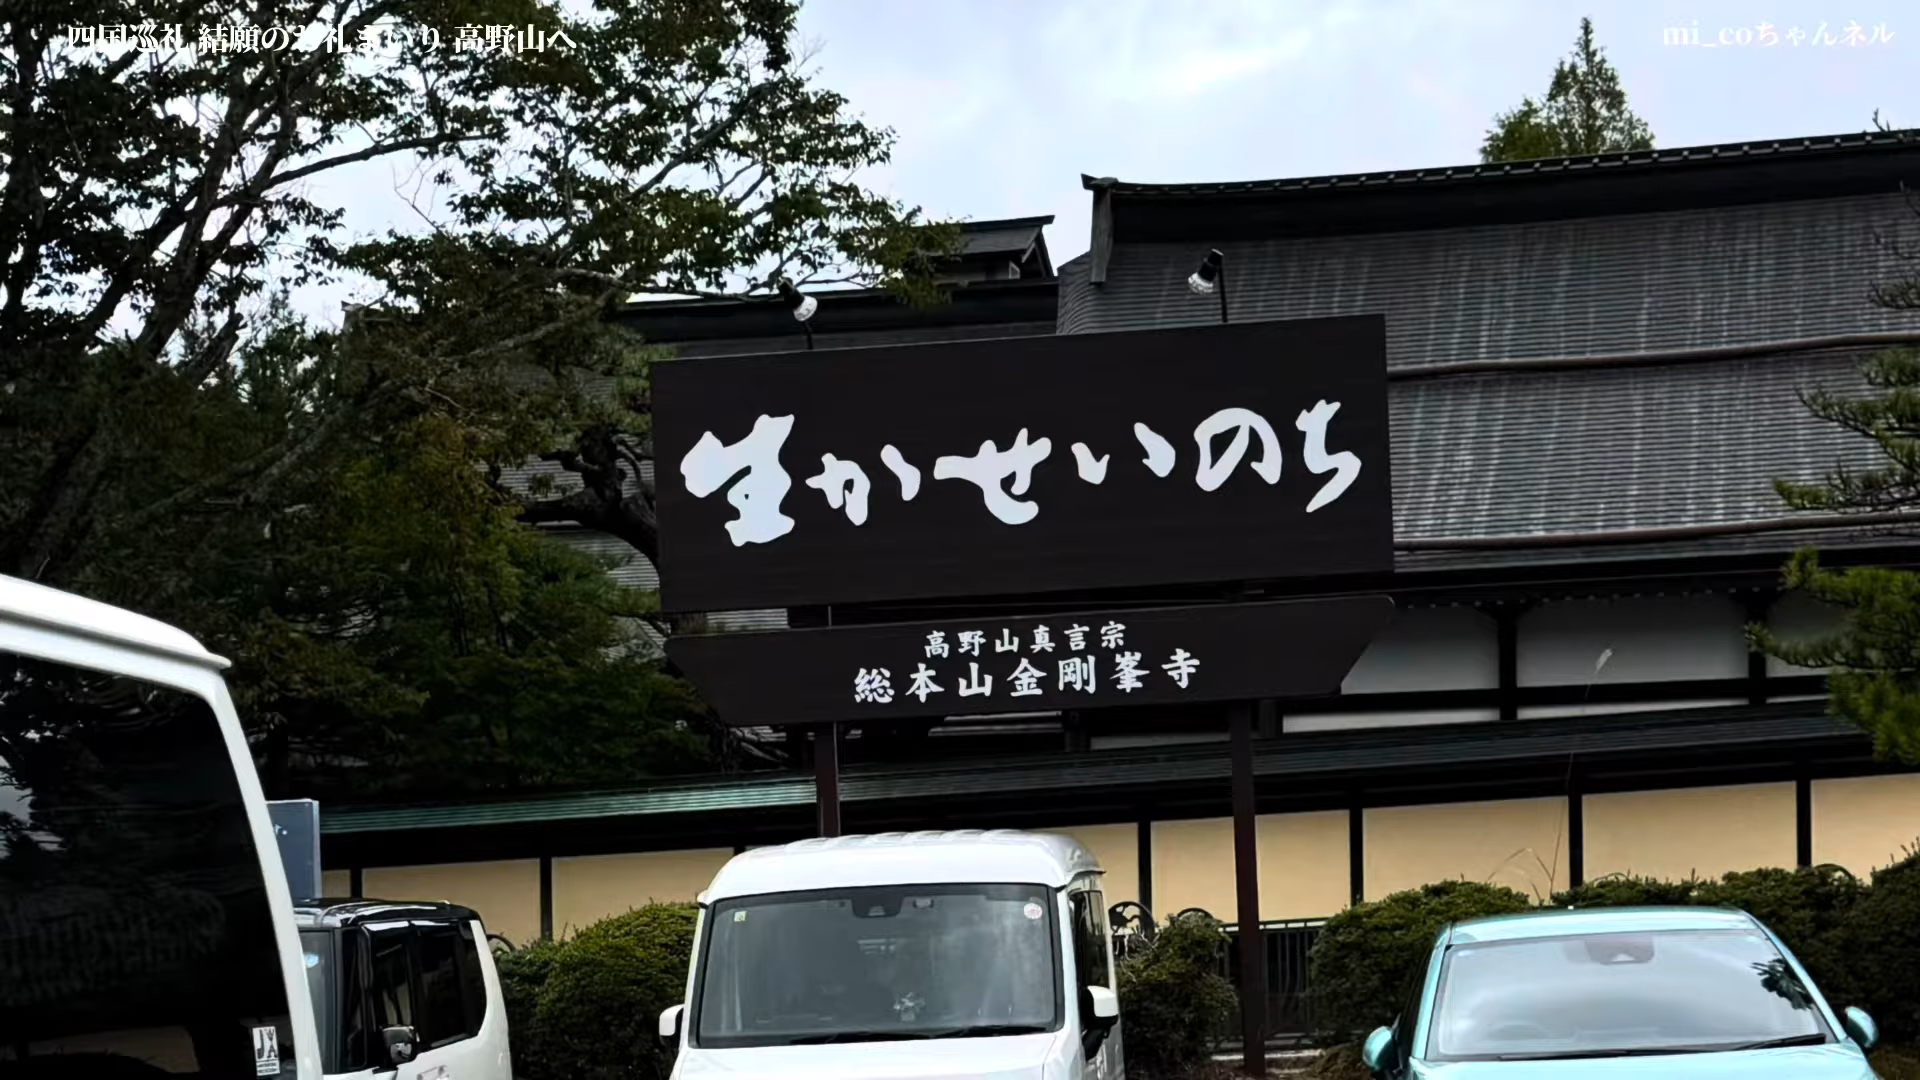 四国巡礼 結願のお礼まいり 高野山へ
mi_coちゃんネル
生かせいのち
高野山真言宗
総本山金剛峯寺